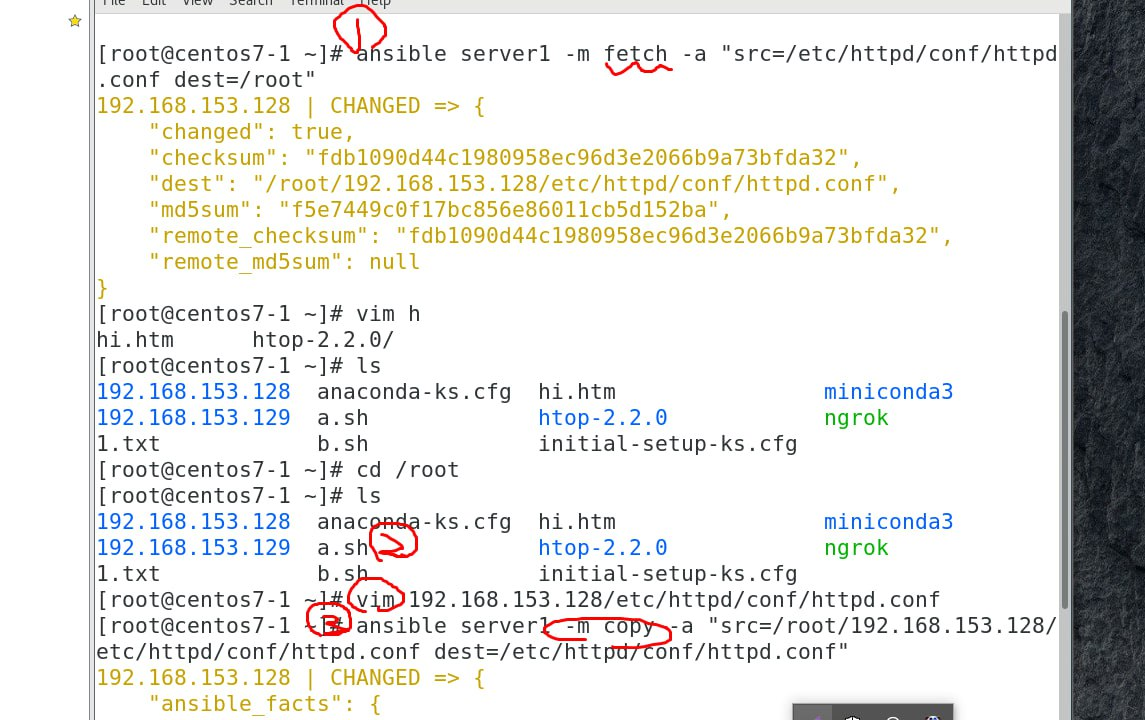 File Edit View Search Terminal Help
1
[root@centos7-1 ~]# ansible server1 -m fetch -a "src=/etc/httpd/conf/httpd
.conf dest=/root"
192.168.153.128 | CHANGED => {
    "changed": true,
    "checksum": "fdb1090d44c1980958ec96d3e2066b9a73bfda32",
    "dest": "/root/192.168.153.128/etc/httpd/conf/httpd.conf",
    "md5sum": "f5e7449c0f17bc856e86011cb5d152ba",
    "remote_checksum": "fdb1090d44c1980958ec96d3e2066b9a73bfda32",
    "remote_md5sum": null
}
[root@centos7-1 ~]# vim h
hi.htm      htop-2.2.0/
[root@centos7-1 ~]# ls
192.168.153.128  anaconda-ks.cfg  hi.htm                miniconda3
192.168.153.129  a.sh             htop-2.2.0            ngrok
1.txt            b.sh             initial-setup-ks.cfg
[root@centos7-1 ~]# cd /root
[root@centos7-1 ~]# ls
192.168.153.128  anaconda-ks.cfg  hi.htm                miniconda3
192.168.153.129  a.sh             htop-2.2.0            ngrok
2
1.txt            b.sh             initial-setup-ks.cfg
[root@centos7-1 ~]# vim 192.168.153.128/etc/httpd/conf/httpd.conf
3
[root@centos7-1 ~]# ansible server1 -m copy -a "src=/root/192.168.153.128/
etc/httpd/conf/httpd.conf dest=/etc/httpd/conf/httpd.conf"
192.168.153.128 | CHANGED => {
    "ansible_facts": {